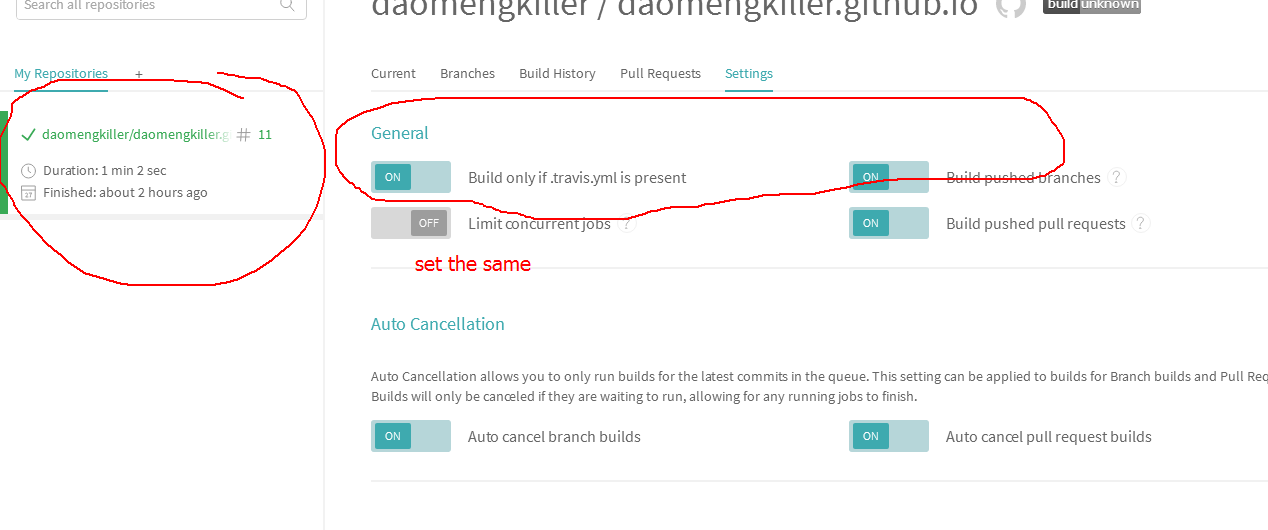 Search all repositories
daomengkiller / daomengkiller.github.io
build unknown
My Repositories +
Current Branches Build History Pull Requests Settings
daomengkiller/daomengkiller.g # 11
Duration: 1 min 2 sec
Finished: about 2 hours ago
General
ON Build only if .travis.yml is present ON Build pushed branches ?
OFF Limit concurrent jobs ? ON Build pushed pull requests ?
set the same
Auto Cancellation
Auto Cancellation allows you to only run builds for the latest commits in the queue. This setting can be applied to builds for Branch builds and Pull Req
Builds will only be canceled if they are waiting to run, allowing for any running jobs to finish.
ON Auto cancel branch builds ON Auto cancel pull request builds